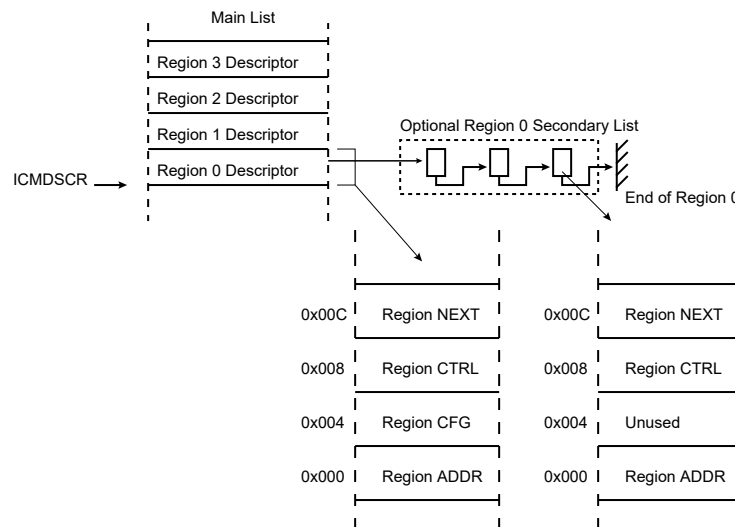 Main List
Region 3 Descriptor
Region 2 Descriptor
Region 1 Descriptor
Region 0 Descriptor
ICMDSCR
Optional Region 0 Secondary List
End of Region 0
0x00C Region NEXT
0x008 Region CTRL
0x004 Region CFG
0x000 Region ADDR
0x00C Region NEXT
0x008 Region CTRL
0x004 Unused
0x000 Region ADDR